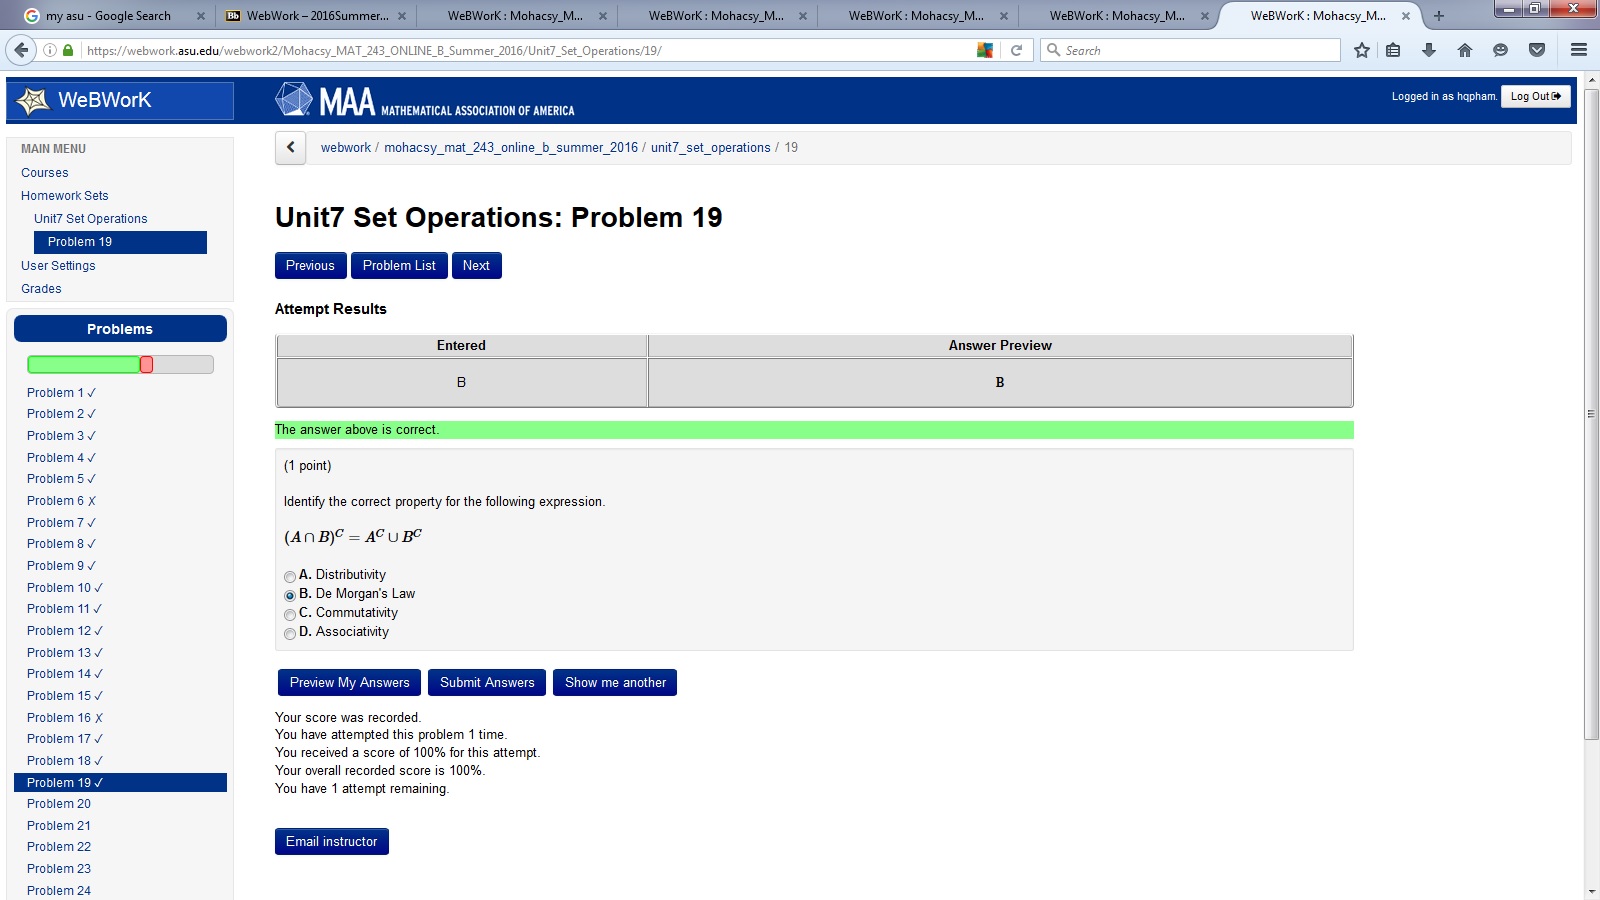 my asu - Google Search
WebWork – 2016Summer...
WeBWorK : Mohacsy_M...
WeBWorK : Mohacsy_M...
WeBWorK : Mohacsy_M...
WeBWorK : Mohacsy_M...
WeBWorK : Mohacsy_M...
https://webwork.asu.edu/webwork2/Mohacsy_MAT_243_ONLINE_B_Summer_2016/Unit7_Set_Operations/19/
Search
WeBWorK
MAA MATHEMATICAL ASSOCIATION OF AMERICA
Logged in as hqpham. Log Out
MAIN MENU
Courses
Homework Sets
Unit7 Set Operations
Problem 19
User Settings
Grades
Problems
Problem 1 ✓
Problem 2 ✓
Problem 3 ✓
Problem 4 ✓
Problem 5 ✓
Problem 6 ✗
Problem 7 ✓
Problem 8 ✓
Problem 9 ✓
Problem 10 ✓
Problem 11 ✓
Problem 12 ✓
Problem 13 ✓
Problem 14 ✓
Problem 15 ✓
Problem 16 ✗
Problem 17 ✓
Problem 18 ✓
Problem 19 ✓
Problem 20
Problem 21
Problem 22
Problem 23
Problem 24
webwork / mohacsy_mat_243_online_b_summer_2016 / unit7_set_operations / 19
Unit7 Set Operations: Problem 19
Previous Problem List Next
Attempt Results
Entered Answer Preview
B B
The answer above is correct.
(1 point)
Identify the correct property for the following expression.
(A ∩ B)^C = A^C ∪ B^C
A. Distributivity
B. De Morgan's Law
C. Commutativity
D. Associativity
Preview My Answers Submit Answers Show me another
Your score was recorded.
You have attempted this problem 1 time.
You received a score of 100% for this attempt.
Your overall recorded score is 100%.
You have 1 attempt remaining.
Email instructor